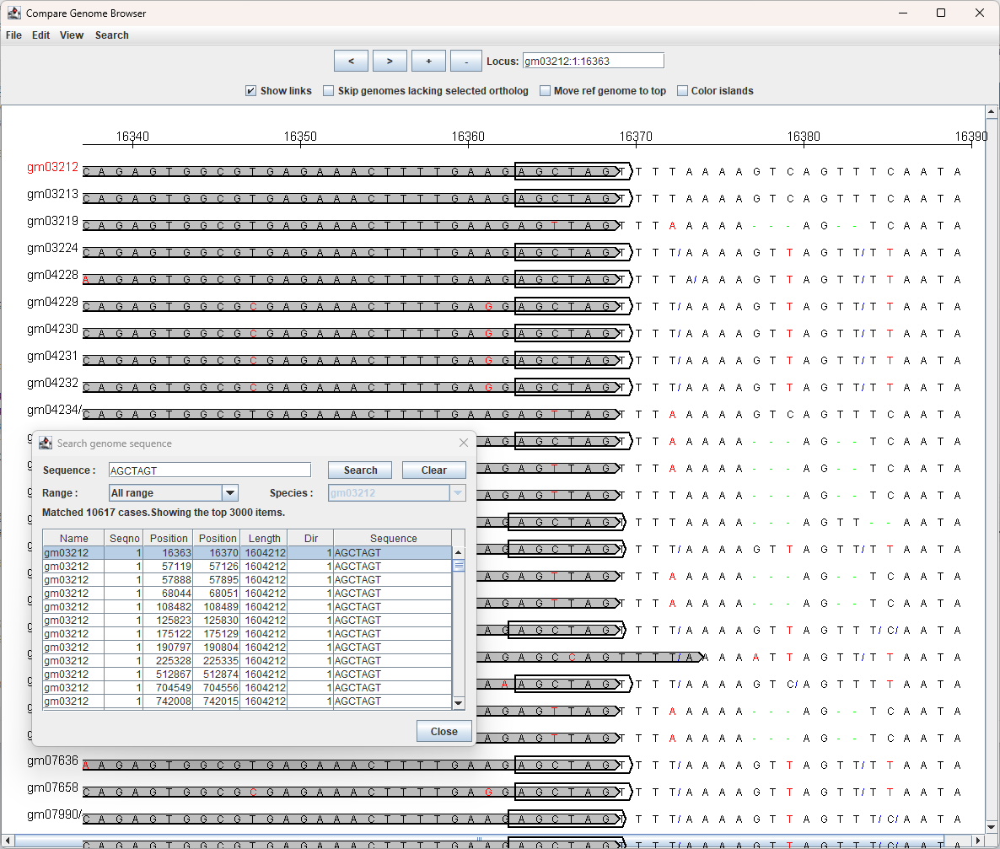 Compare Genome Browser
File Edit View Search
< > + - Locus: gm03212:1:16363
Show links Skip genomes lacking selected ortholog Move ref genome to top Color islands
16340 16350 16360 16370 16380 16390
gm03212 C A G A G T G G C G T G A G A A A C T T T T G A A G A G C T A G T T T T A A A A G T C A G T T T C A A T A
gm03213 C A G A G T G G C G T G A G A A A C T T T T G A A G A G C T A G T T T T A A A A G T C A G T T T C A A T A
gm03219 C A G A G T G G C G T G A G A A A C T T T T G A A G A G T T A G T T T A A A A A - - - A G - - T C A A T A
gm03224 C A G A G T G G C G T G A G A A A C T T T T G A A G A G C T A G T T T T/ A A A A G T T A G T T/ T T A A T A
gm04228 A A G A G T G G C G T G A G A A A C T T T T G A A G A G C T A G T T T T A/ A A A G T T A G T T/ T T A A T A
gm04229 C A G A G T G G C G C G A G A A A C T T T T G A G G A G C T A G T T T T/ A A A A G T T A G T T/ T T A A T A
gm04230 C A G A G T G G C G C G A G A A A C T T T T G A G G A G C T A G T T T T/ A A A A G T T A G T T/ T T A A T A
gm04231 C A G A G T G G C G C G A G A A A C T T T T G A G G A G C T A G T T T T/ A A A A G T T A G T T/ T T A A T A
gm04232 C A G A G T G G C G C G A G A A A C T T T T G A G G A G C T A G T T T T/ A A A A G T T A G T T/ T T A A T A
gm04234/ C A G A G T G G C G T G A G A A A C T T T T G A A G A G T T A G T T T A A A A A G T C A G T T T C A A T A
A G A G C T A G T T T A A A A A - - - A G - - T C A A T A
A G A G T T A G T T T A A A A A - - - A G - - T C A A T A
A G A G T T A G T T T A A A A A - - - A G - - T C A A T A
A G A G C T A G T T T T/ A A A A G T T A G T T - - A A T A
A G A G C T A G T T T T/ A A A A G T T A G T T/ T T A A T A
A G A G T T A G T T T A A A A A - - - A G - - T C A A T A
A G A G T T A G T T T A A A A A - - - A G - - T C A A T A
A G A G C T A G T T T T/ A A A A G T T A G T T T/ C/ A A T A
A G A G C C A G T T T T/ A A A A T T A G T T/ T T A A T A
A A A G C T A G T T T T/ A A A A G T C/ A G T T T T A A T A
A G A G T T A G T T T A A A A A - - - A G - - T C A A T A
A G A G T T A G T T T A A A A A - - - A G - - T C A A T A
gm07636 A A G A G T G G C G T G A G A A A C T T T T G A A G A G C T A G T T T T/ A A A A G T T A G T T/ T T A A T A
gm07658 C A G A G T G G C G C G A G A A A C T T T T G A G G A G C T A G T T T T/ A A A A G T T A G T T/ T T A A T A
gm07990/ C A G A G T G G C G T G A G A A A C T T T T G A A G A G C T A G T T T T/ A A A A G T T A G T T T/ C/ A A T A
Search genome sequence
Sequence : AGCTAGT Search Clear
Range : All range Species : gm03212
Matched 10617 cases.Showing the top 3000 items.
Name Seqno Position Position Length Dir Sequence
gm03212 1 16363 16370 1604212 1 AGCTAGT
gm03212 1 57119 57126 1604212 1 AGCTAGT
gm03212 1 57888 57895 1604212 1 AGCTAGT
gm03212 1 68044 68051 1604212 1 AGCTAGT
gm03212 1 108482 108489 1604212 1 AGCTAGT
gm03212 1 125823 125830 1604212 1 AGCTAGT
gm03212 1 175122 175129 1604212 1 AGCTAGT
gm03212 1 190797 190804 1604212 1 AGCTAGT
gm03212 1 225328 225335 1604212 1 AGCTAGT
gm03212 1 512867 512874 1604212 1 AGCTAGT
gm03212 1 704549 704556 1604212 1 AGCTAGT
gm03212 1 742008 742015 1604212 1 AGCTAGT
Close